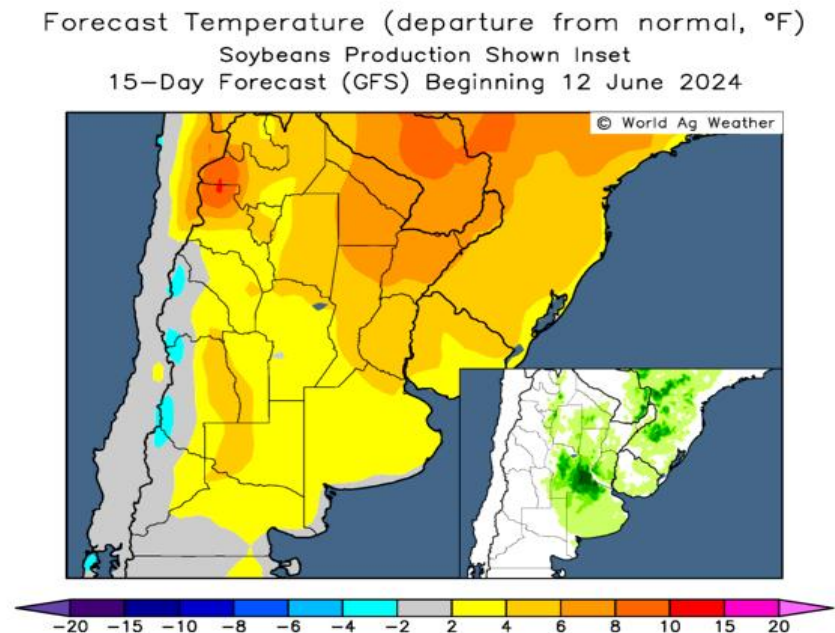 Forecast Temperature (departure from normal, °F)
Soybeans Production Shown Inset
15-Day Forecast (GFS) Beginning 12 June 2024
© World Ag Weather
-20 -15 -10 -8 -6 -4 -2 2 4 6 8 10 15 20